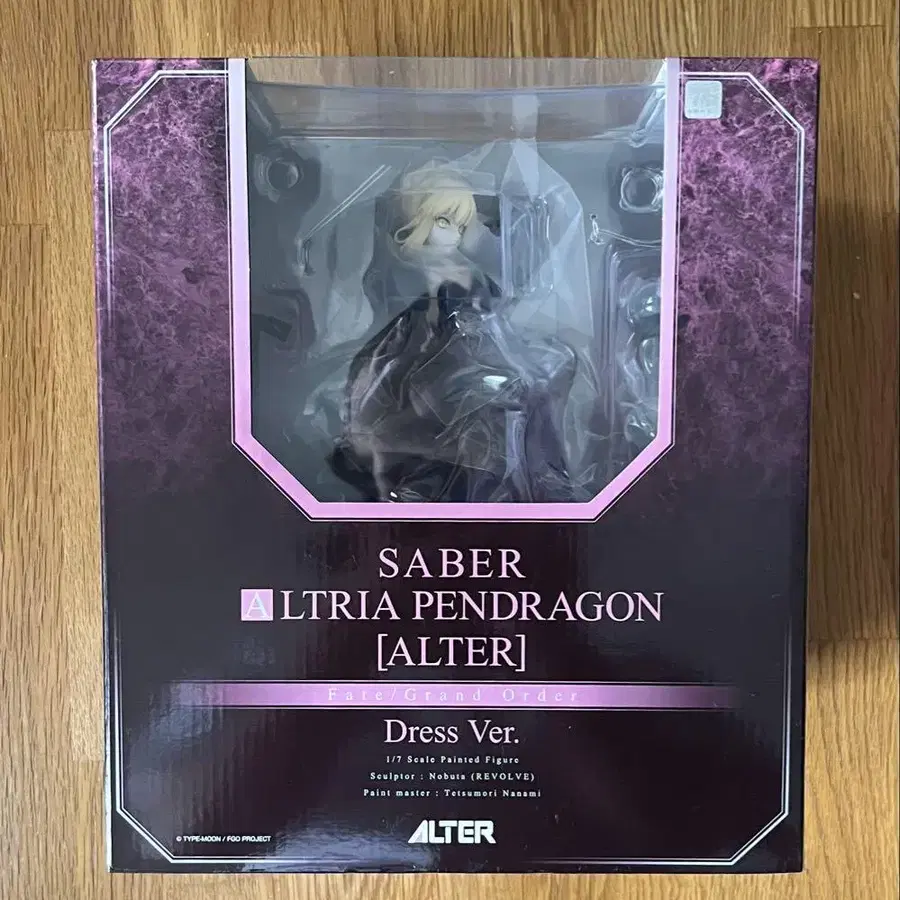 SABER
ALTRIA PENDRAGON
[ALTER]
Fate/Grand Order
Dress Ver.
1/7 Scale Painted Figure
Sculptor : Nobuta (REVOLVE)
Paint master : Tetsumori Nanami
ALTER
© TYPE-MOON / FGO PROJECT